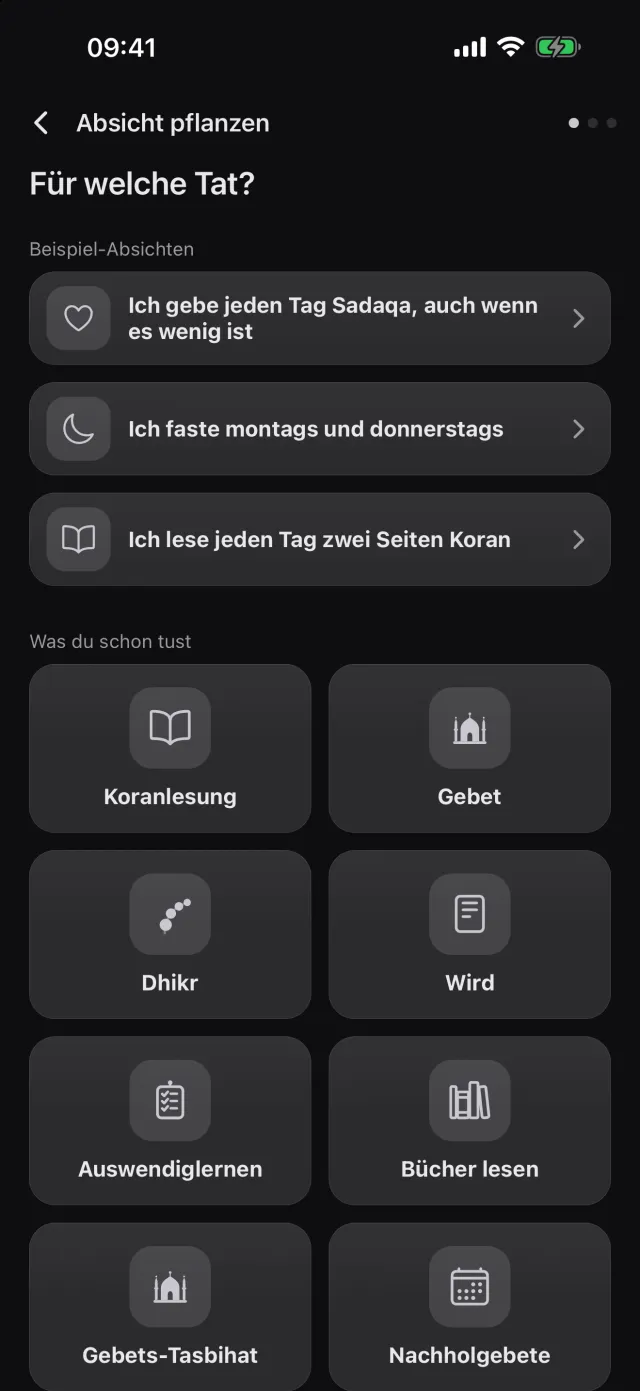 09:41
Absicht pflanzen
Für welche Tat?
Beispiel-Absichten
Ich gebe jeden Tag Sadaqa, auch wenn
es wenig ist
Ich faste montags und donnerstags
Ich lese jeden Tag zwei Seiten Koran
Was du schon tust
Koranlesung
Gebet
Dhikr
Wird
Auswendiglernen
Bücher lesen
Gebets-Tasbihat
Nachholgebete